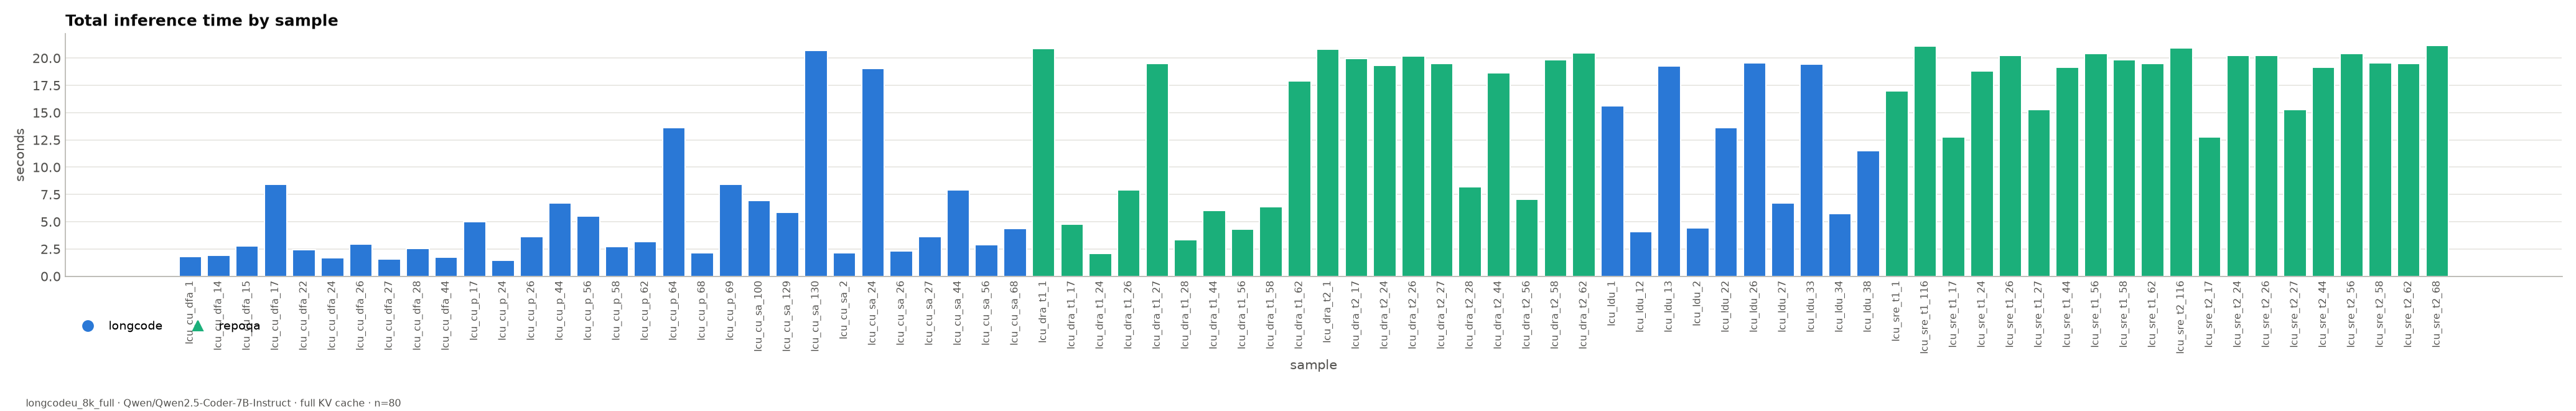 Total inference time by sample
seconds
20.0
17.5
15.0
12.5
10.0
7.5
5.0
2.5
0.0
lcu_cu_dfa_1
lcu_cu_dfa_14
lcu_cu_dfa_15
lcu_cu_dfa_17
lcu_cu_dfa_22
lcu_cu_dfa_24
lcu_cu_dfa_26
lcu_cu_dfa_27
lcu_cu_dfa_28
lcu_cu_dfa_44
lcu_cu_p_17
lcu_cu_p_24
lcu_cu_p_26
lcu_cu_p_44
lcu_cu_p_56
lcu_cu_p_58
lcu_cu_p_62
lcu_cu_p_64
lcu_cu_p_68
lcu_cu_p_69
lcu_cu_sa_100
lcu_cu_sa_129
lcu_cu_sa_130
lcu_cu_sa_2
lcu_cu_sa_24
lcu_cu_sa_26
lcu_cu_sa_27
lcu_cu_sa_44
lcu_cu_sa_56
lcu_cu_sa_68
lcu_dra_t1_1
lcu_dra_t1_17
lcu_dra_t1_24
lcu_dra_t1_26
lcu_dra_t1_27
lcu_dra_t1_28
lcu_dra_t1_44
lcu_dra_t1_56
lcu_dra_t1_58
lcu_dra_t1_62
lcu_dra_t2_1
lcu_dra_t2_17
lcu_dra_t2_24
lcu_dra_t2_26
lcu_dra_t2_27
lcu_dra_t2_28
lcu_dra_t2_44
lcu_dra_t2_56
lcu_dra_t2_58
lcu_dra_t2_62
lcu_ldu_1
lcu_ldu_12
lcu_ldu_13
lcu_ldu_2
lcu_ldu_22
lcu_ldu_26
lcu_ldu_27
lcu_ldu_33
lcu_ldu_34
lcu_ldu_38
lcu_sre_t1_1
lcu_sre_t1_116
lcu_sre_t1_17
lcu_sre_t1_24
lcu_sre_t1_26
lcu_sre_t1_27
lcu_sre_t1_44
lcu_sre_t1_56
lcu_sre_t1_58
lcu_sre_t1_62
lcu_sre_t2_116
lcu_sre_t2_17
lcu_sre_t2_24
lcu_sre_t2_26
lcu_sre_t2_27
lcu_sre_t2_44
lcu_sre_t2_56
lcu_sre_t2_58
lcu_sre_t2_62
lcu_sre_t2_68
longcode
repoqa
sample
longcodeu_8k_full · Qwen/Qwen2.5-Coder-7B-Instruct · full KV cache · n=80